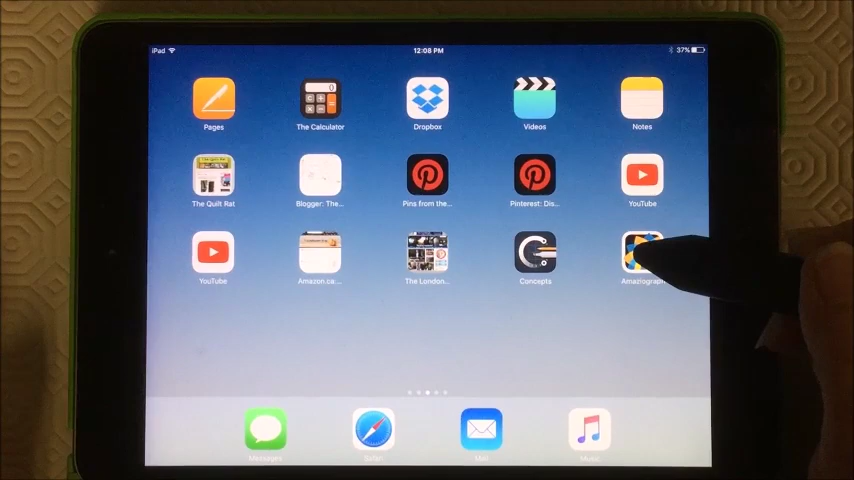 iPad 12:08 PM 37%
Pages The Calculator Dropbox Videos Notes
The Quilt Rat Blogger: The... Pins from the... Pinterest: Dis... YouTube
YouTube Amazon.ca:... The London... Concepts Amaziograph
Messages Safari Mail Music